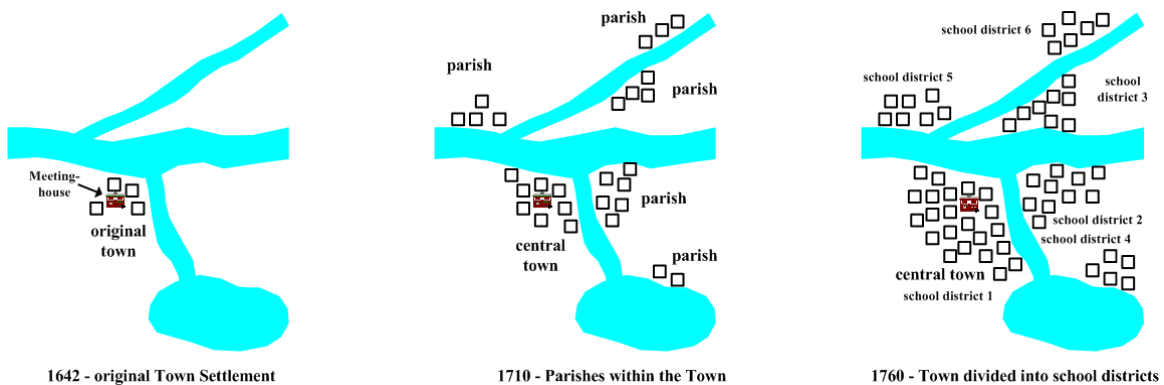 Meeting-
house
original
town
1642 - original Town Settlement
parish
parish
parish
parish
central
town
parish
1710 - Parishes within the Town
school district 6
school district 5
school
district 3
school district 2
school district 4
central town
school district 1
1760 - Town divided into school districts